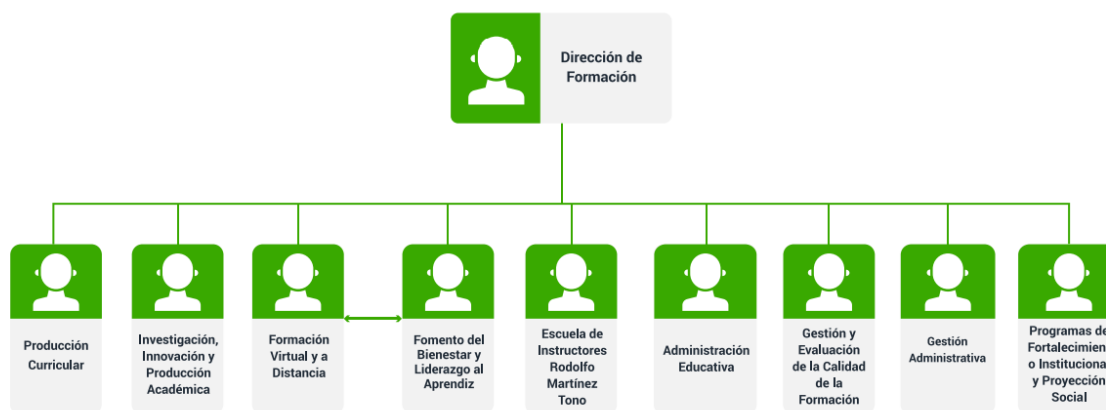 Dirección de
Formación
Producción
Curricular
Investigación,
Innovación y
Producción
Académica
Formación
Virtual y a
Distancia
Fomento del
Bienestar y
Liderazgo al
Aprendiz
Escuela de
Instructores
Rodolfo
Martínez
Tono
Administración
Educativa
Gestión y
Evaluación
de la Calidad
de la
Formación
Gestión
Administrativa
Programas de
Fortalecimien
o Instituciona
y Proyección
Social